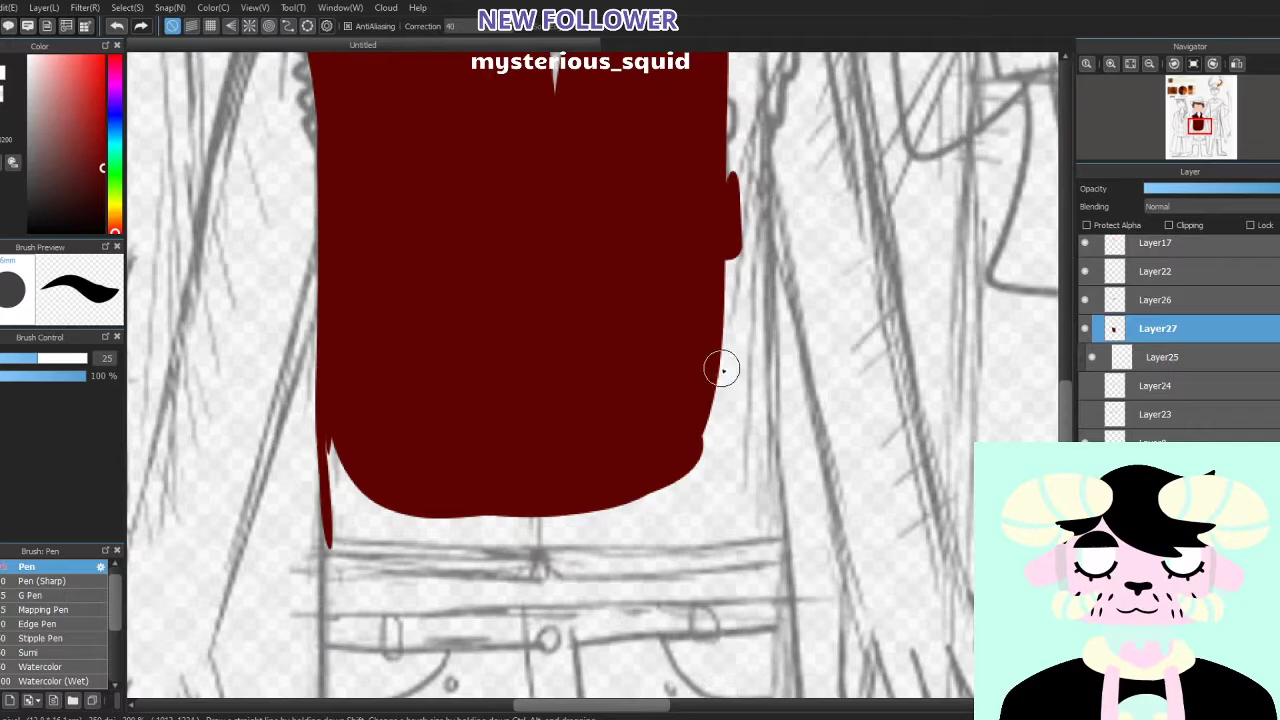 Layer(L) Filter(R) Select(S) Snap(N) Color(C) View(V) Tool(T) Window(W) Cloud Help
AntiAliasing Correction 40
NEW FOLLOWER
mysterious_squid
Untitled
Color
Brush Preview
Brush Control
25
100 %
Brush: Pen
Pen
Pen (Sharp)
G Pen
Mapping Pen
Edge Pen
Stipple Pen
Sumi
Watercolor
Watercolor (Wet)
Navigator
Layer
Opacity
Blending Normal
Protect Alpha Clipping Lock
Layer17
Layer22
Layer26
Layer27
Layer25
Layer24
Layer23